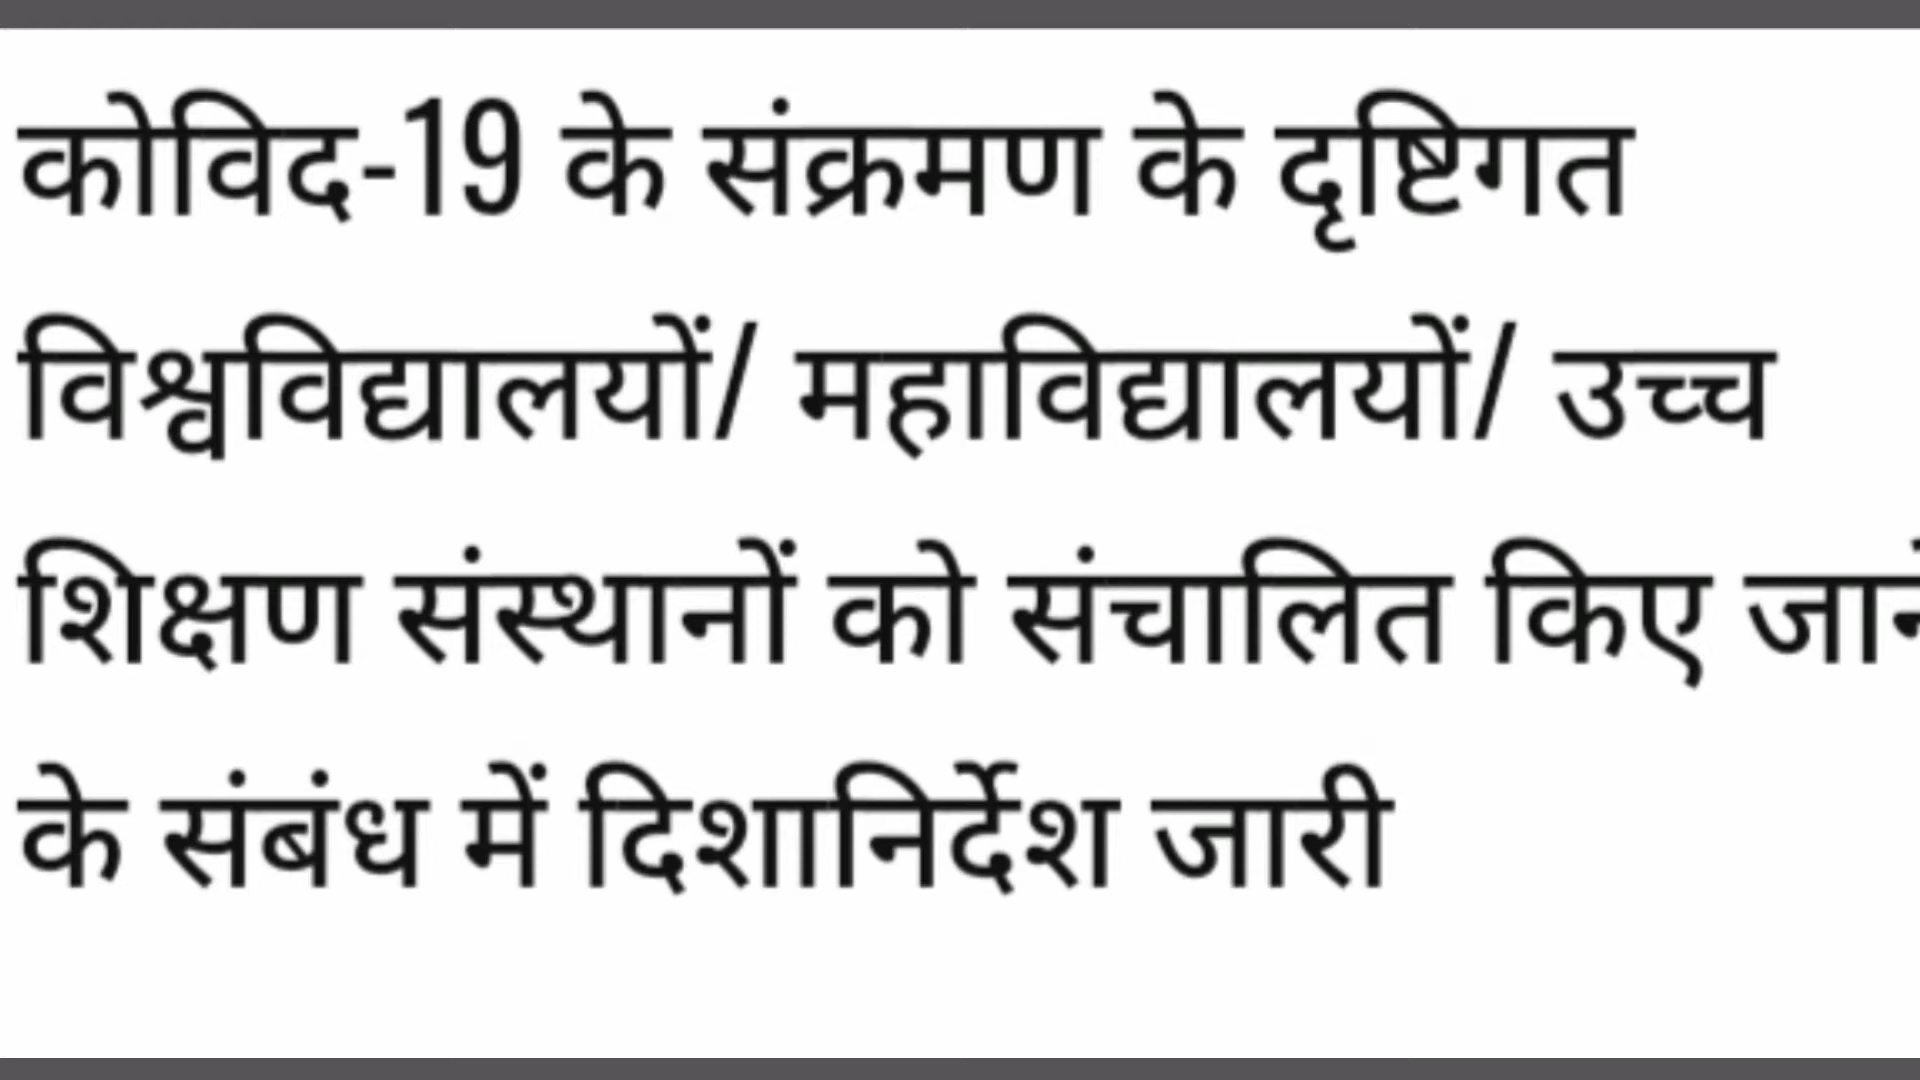 कोविद-19 के संक्रमण के दृष्टिगत
विश्वविद्यालयों/ महाविद्यालयों/ उच्च
शिक्षण संस्थानों को संचालित किए जाने
के संबंध में दिशानिर्देश जारी